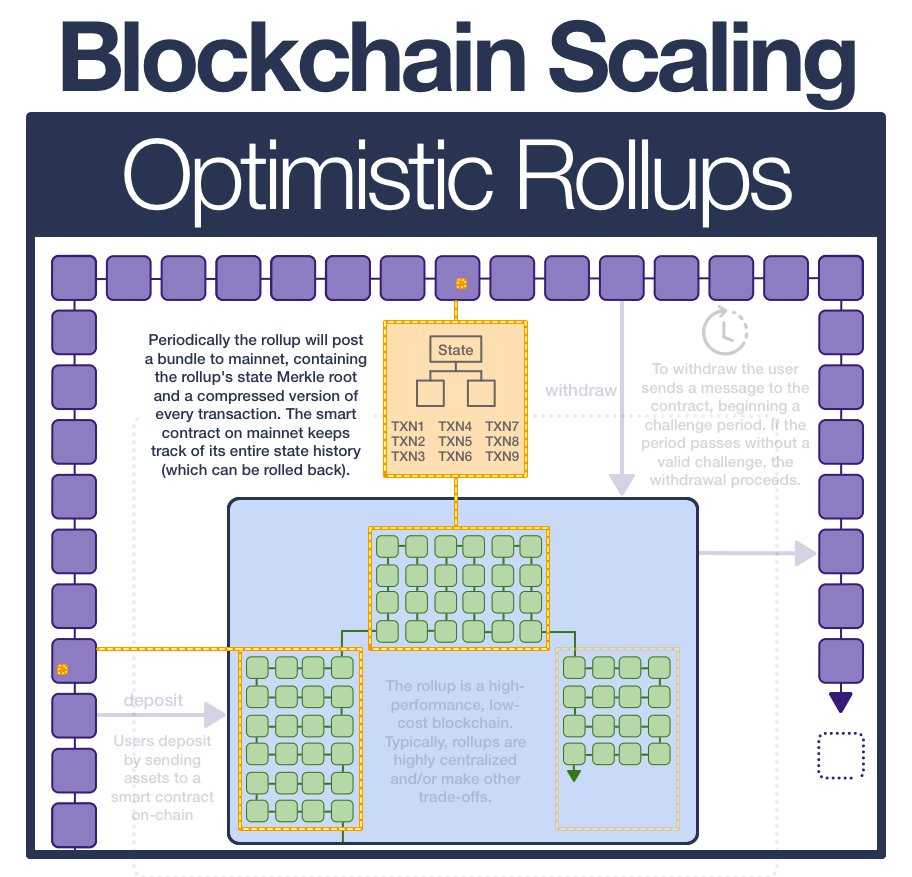 Blockchain Scaling
Optimistic Rollups
Periodically the rollup will post
a bundle to mainnet, containing
the rollup's state Merkle root
and a compressed version of
every transaction. The smart
contract on mainnet keeps
track of its entire state history
(which can be rolled back).
State
TXN1 TXN4 TXN7
TXN2 TXN5 TXN8
TXN3 TXN6 TXN9
withdraw
To withdraw the user
sends a message to the
contract, beginning a
challenge period. If the
period passes without a
valid challenge, the
withdrawal proceeds.
deposit
Users deposit
by sending
assets to a
smart contract
on-chain
The rollup is a high-
performance, low-
cost blockchain.
Typically, rollups are
highly centralized
and/or make other
trade-offs.